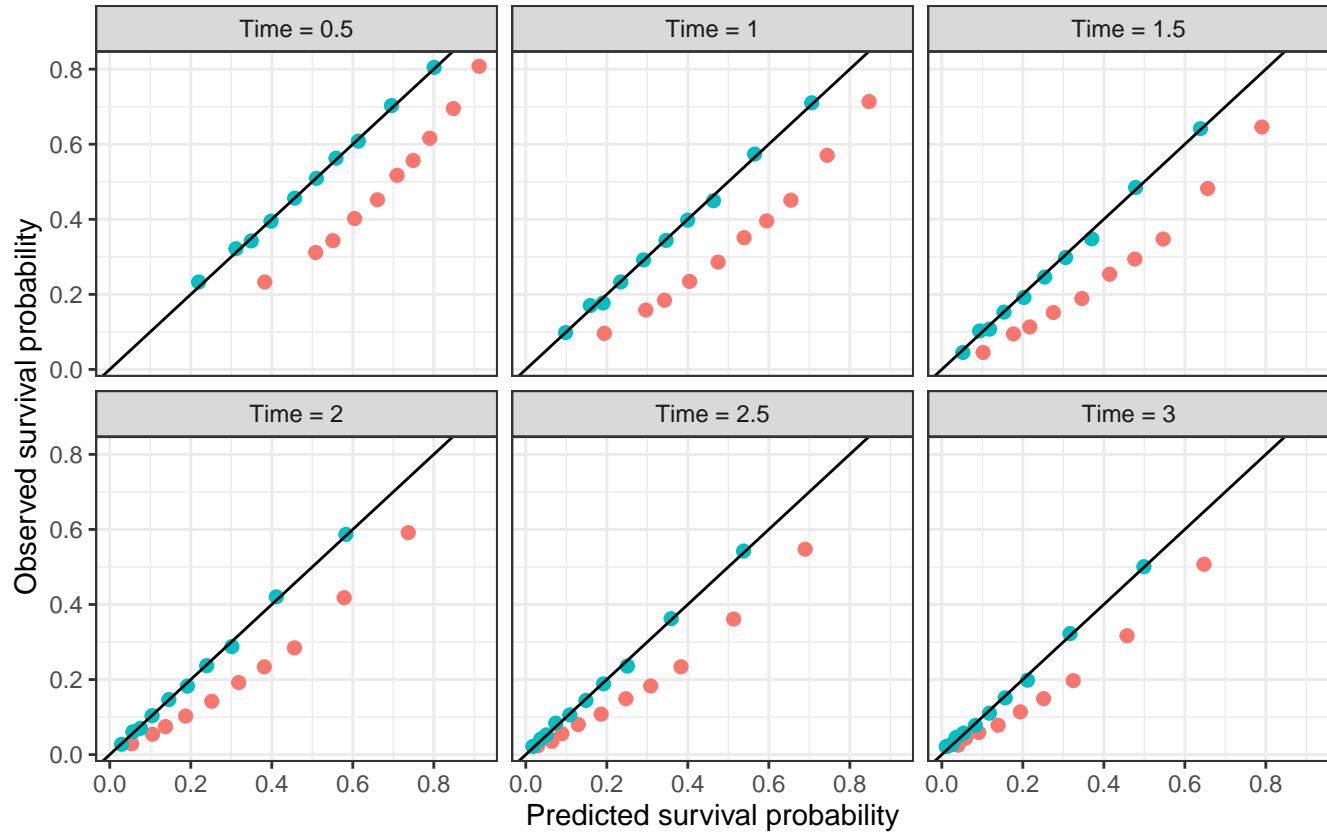 Time = 0.5
Time = 1
Time = 1.5
0.8
0.6
0.4
0.2
0.0
Time = 2
Time = 2.5
Time = 3
0.8
0.6
0.4
0.2
0.0
0.0 0.2 0.4 0.6 0.8
0.0 0.2 0.4 0.6 0.8
0.0 0.2 0.4 0.6 0.8
Observed survival probability
Predicted survival probability